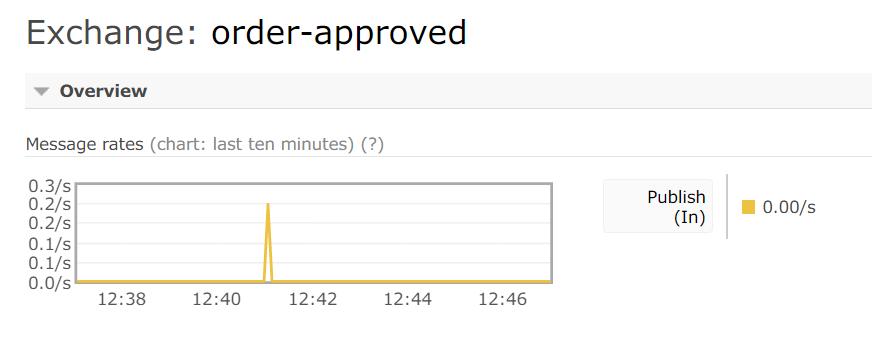 Exchange: order-approved
Overview
Message rates (chart: last ten minutes) (?)
0.3/s
0.2/s
0.2/s
0.1/s
0.1/s
0.0/s
12:38 12:40 12:42 12:44 12:46
Publish
(In)
0.00/s